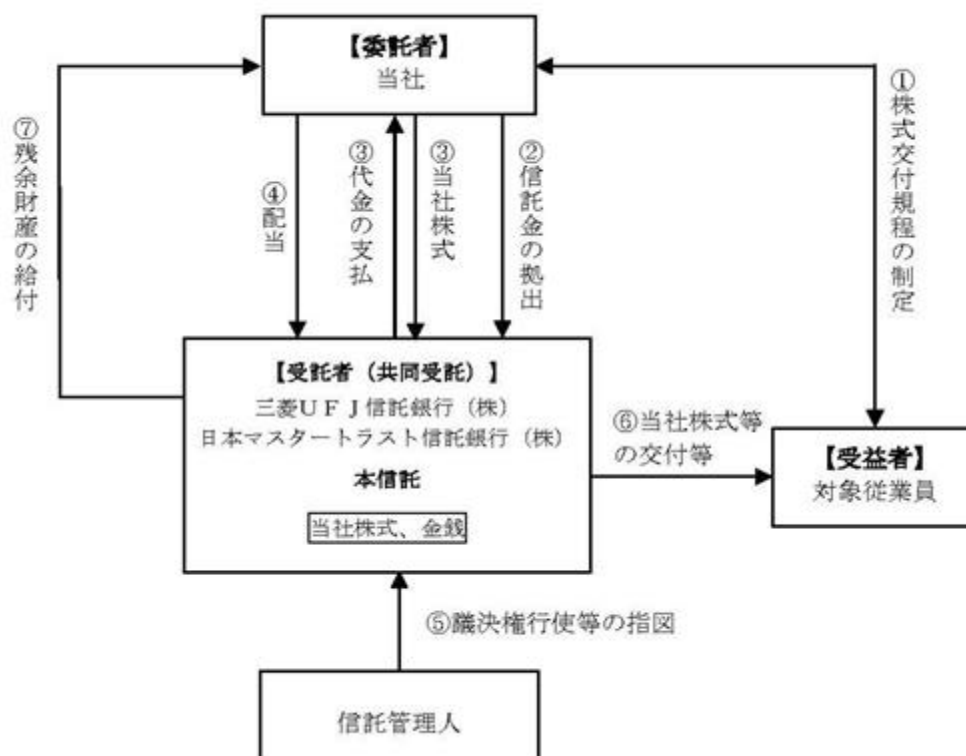 【委託者】
当社
⑦残余財産の給付
④配当
③代金の支払
③当社株式
②信託金の拠出
①株式交付規程の制定
【受託者（共同受託）】
三菱ＵＦＪ信託銀行（株）
日本マスタートラスト信託銀行（株）
本信託
当社株式、金銭
⑥当社株式等
の交付等
【受益者】
対象従業員
⑤議決権行使等の指図
信託管理人